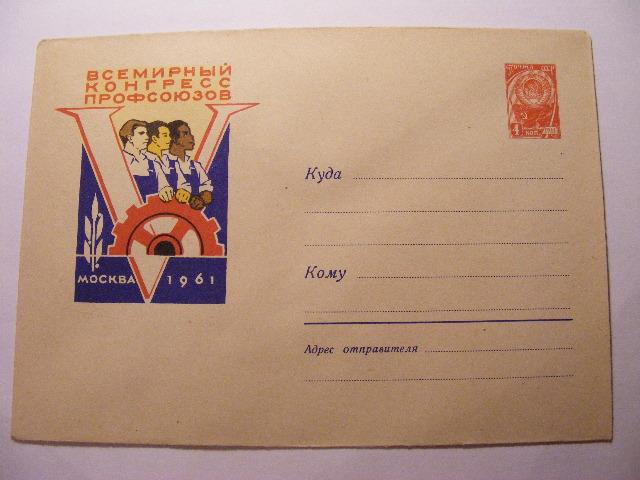 ВСЕМИРНЫЙ
КОНГРЕСС
ПРОФСОЮЗОВ
V
МОСКВА 1961
ПОЧТА СССР
4 КОП.
Куда
Кому
Адрес отправителя